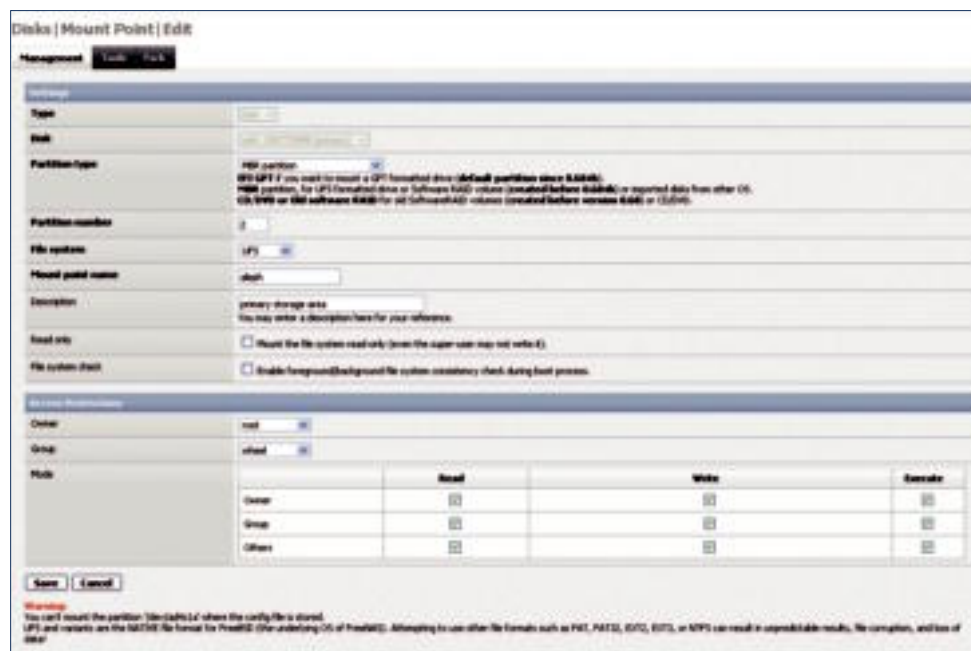 Disks|Mount Point|Edit
Management Tools Fsck
Settings
Type
Disk
Partition type MBR partition
EFI GPT if you want to mount a GPT formatted drive (default partition since 0.684b).
MBR partition, for UFS formatted drive or Software RAID volume (created before 0.684b) or imported data from other OS.
CD/DVD or Old software RAID for old SoftwareRAID volumes (created before version 0.68) or CD/DVD.
Partition number 2
File system UFS
Mount point name
Description primary storage area
You may enter a description here for your reference.
Read only Mount the file system read only (even the super-user may not write it).
File system check Enable foreground/background file system consistency check during boot process.
Access Restrictions
Owner root
Group wheel
Mode Read Write Execute
Owner
Group
Others
Save Cancel
Warning:
You can't mount the partition where the config file is stored.
UFS and variants are the NATIVE file format for FreeBSD (the underlying OS of FreeNAS). Attempting to use other file formats such as FAT, FAT32, EXT2, EXT3, or NTFS can result in unpredictable results, file corruption, and loss of
data!